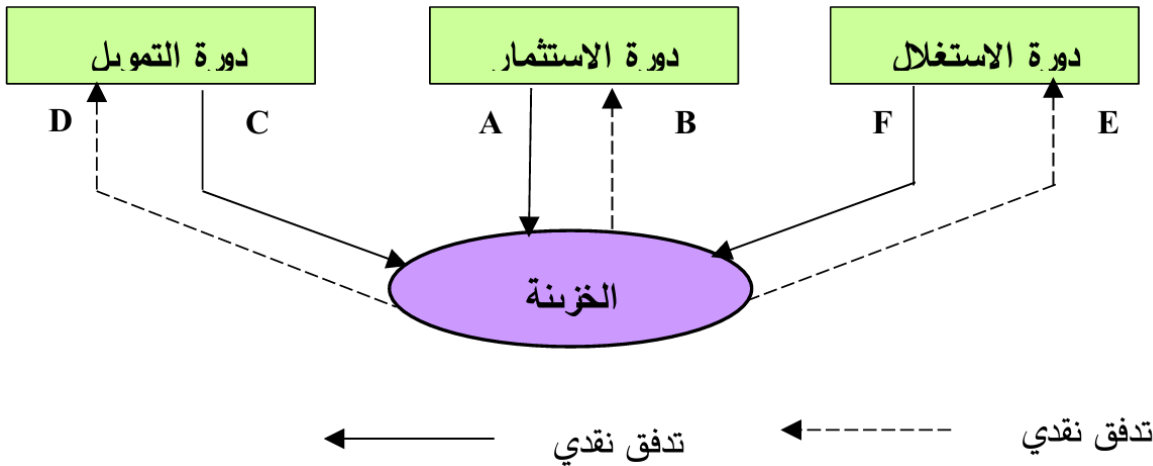 دورة الاستغلال
دورة الاستثمار
دورة التمويل
E
F
B
A
C
D
الخزينة
تدفق نقدي
تدفق نقدي